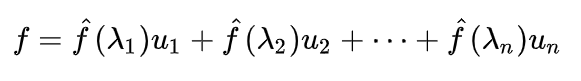 f = f̂(λ₁)u₁ + f̂(λ₂)u₂ + ⋯ + f̂(λₙ)uₙ